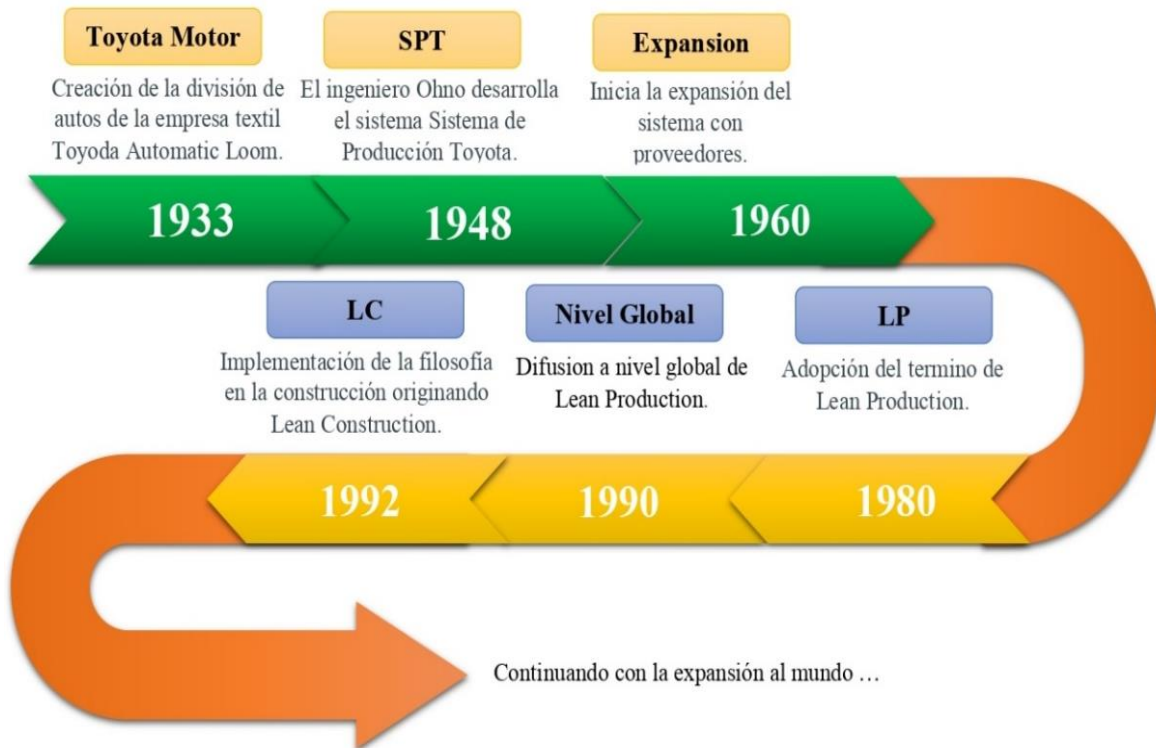 Toyota Motor
Creación de la división de
autos de la empresa textil
Toyoda Automatic Loom.
SPT
El ingeniero Ohno desarrolla
el sistema Sistema de
Producción Toyota.
Expansion
Inicia la expansión del
sistema con
proveedores.
1933
1948
1960
LP
Adopción del termino de
Lean Production.
Nivel Global
Difusion a nivel global de
Lean Production.
LC
Implementación de la filosofía
en la construcción originando
Lean Construction.
1980
1990
1992
Continuando con la expansión al mundo …